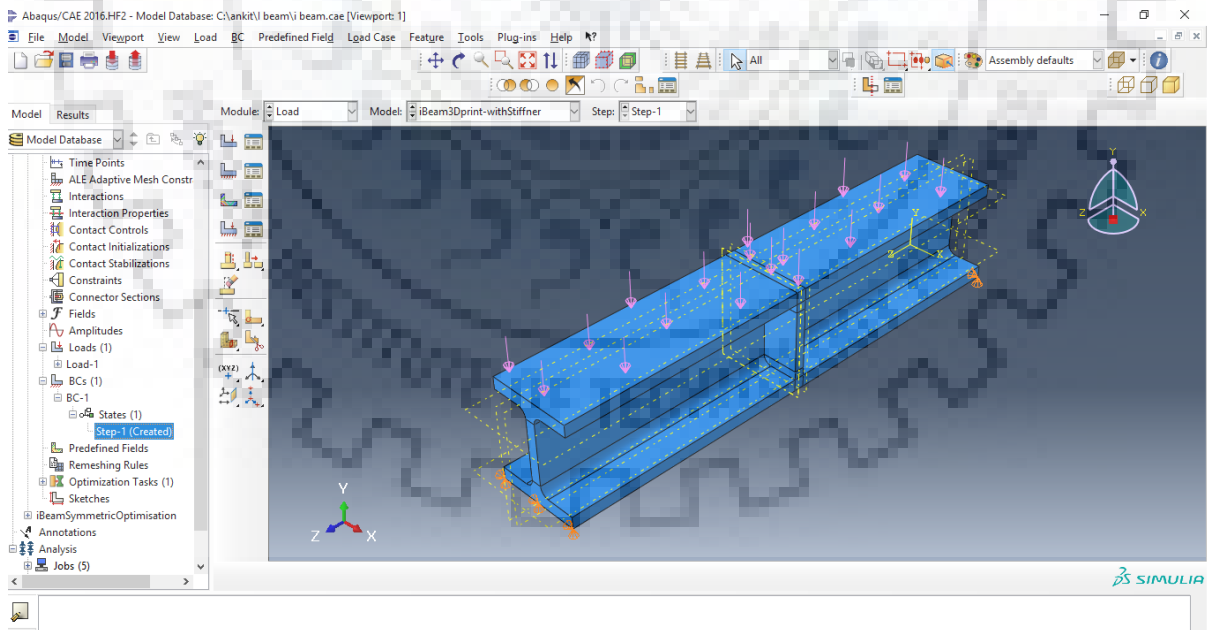 Abaqus/CAE 2016.HF2 - Model Database: C:\ankit\I beam\i beam.cae [Viewport: 1]
File Model Viewport View Load BC Predefined Field Load Case Feature Tools Plug-ins Help
All Assembly defaults
Model Results Module: Load Model: iBeam3Dprint-withStiffner Step: Step-1
Model Database
Time Points
ALE Adaptive Mesh Constr
Interactions
Interaction Properties
Contact Controls
Contact Initializations
Contact Stabilizations
Constraints
Connector Sections
Fields
Amplitudes
Loads (1)
Load-1
BCs (1)
BC-1
States (1)
Step-1 (Created)
Predefined Fields
Remeshing Rules
Optimization Tasks (1)
Sketches
iBeamSymmetricOptimisation
Annotations
Analysis
Jobs (5)
(XYZ)
Y
Z X
Y
Z X
Y
Z X
SIMULIA